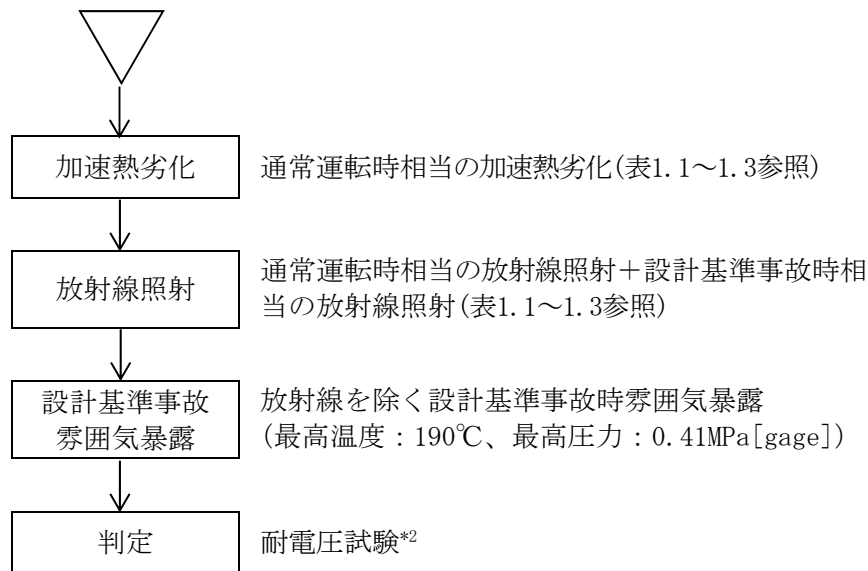 加速熱劣化
通常運転時相当の加速熱劣化(表1.1～1.3参照)
放射線照射
通常運転時相当の放射線照射＋設計基準事故時相
当の放射線照射(表1.1～1.3参照)
設計基準事故
雰囲気暴露
放射線を除く設計基準事故時雰囲気暴露
(最高温度：190℃、最高圧力：0.41MPa[gage])
判定
耐電圧試験*2